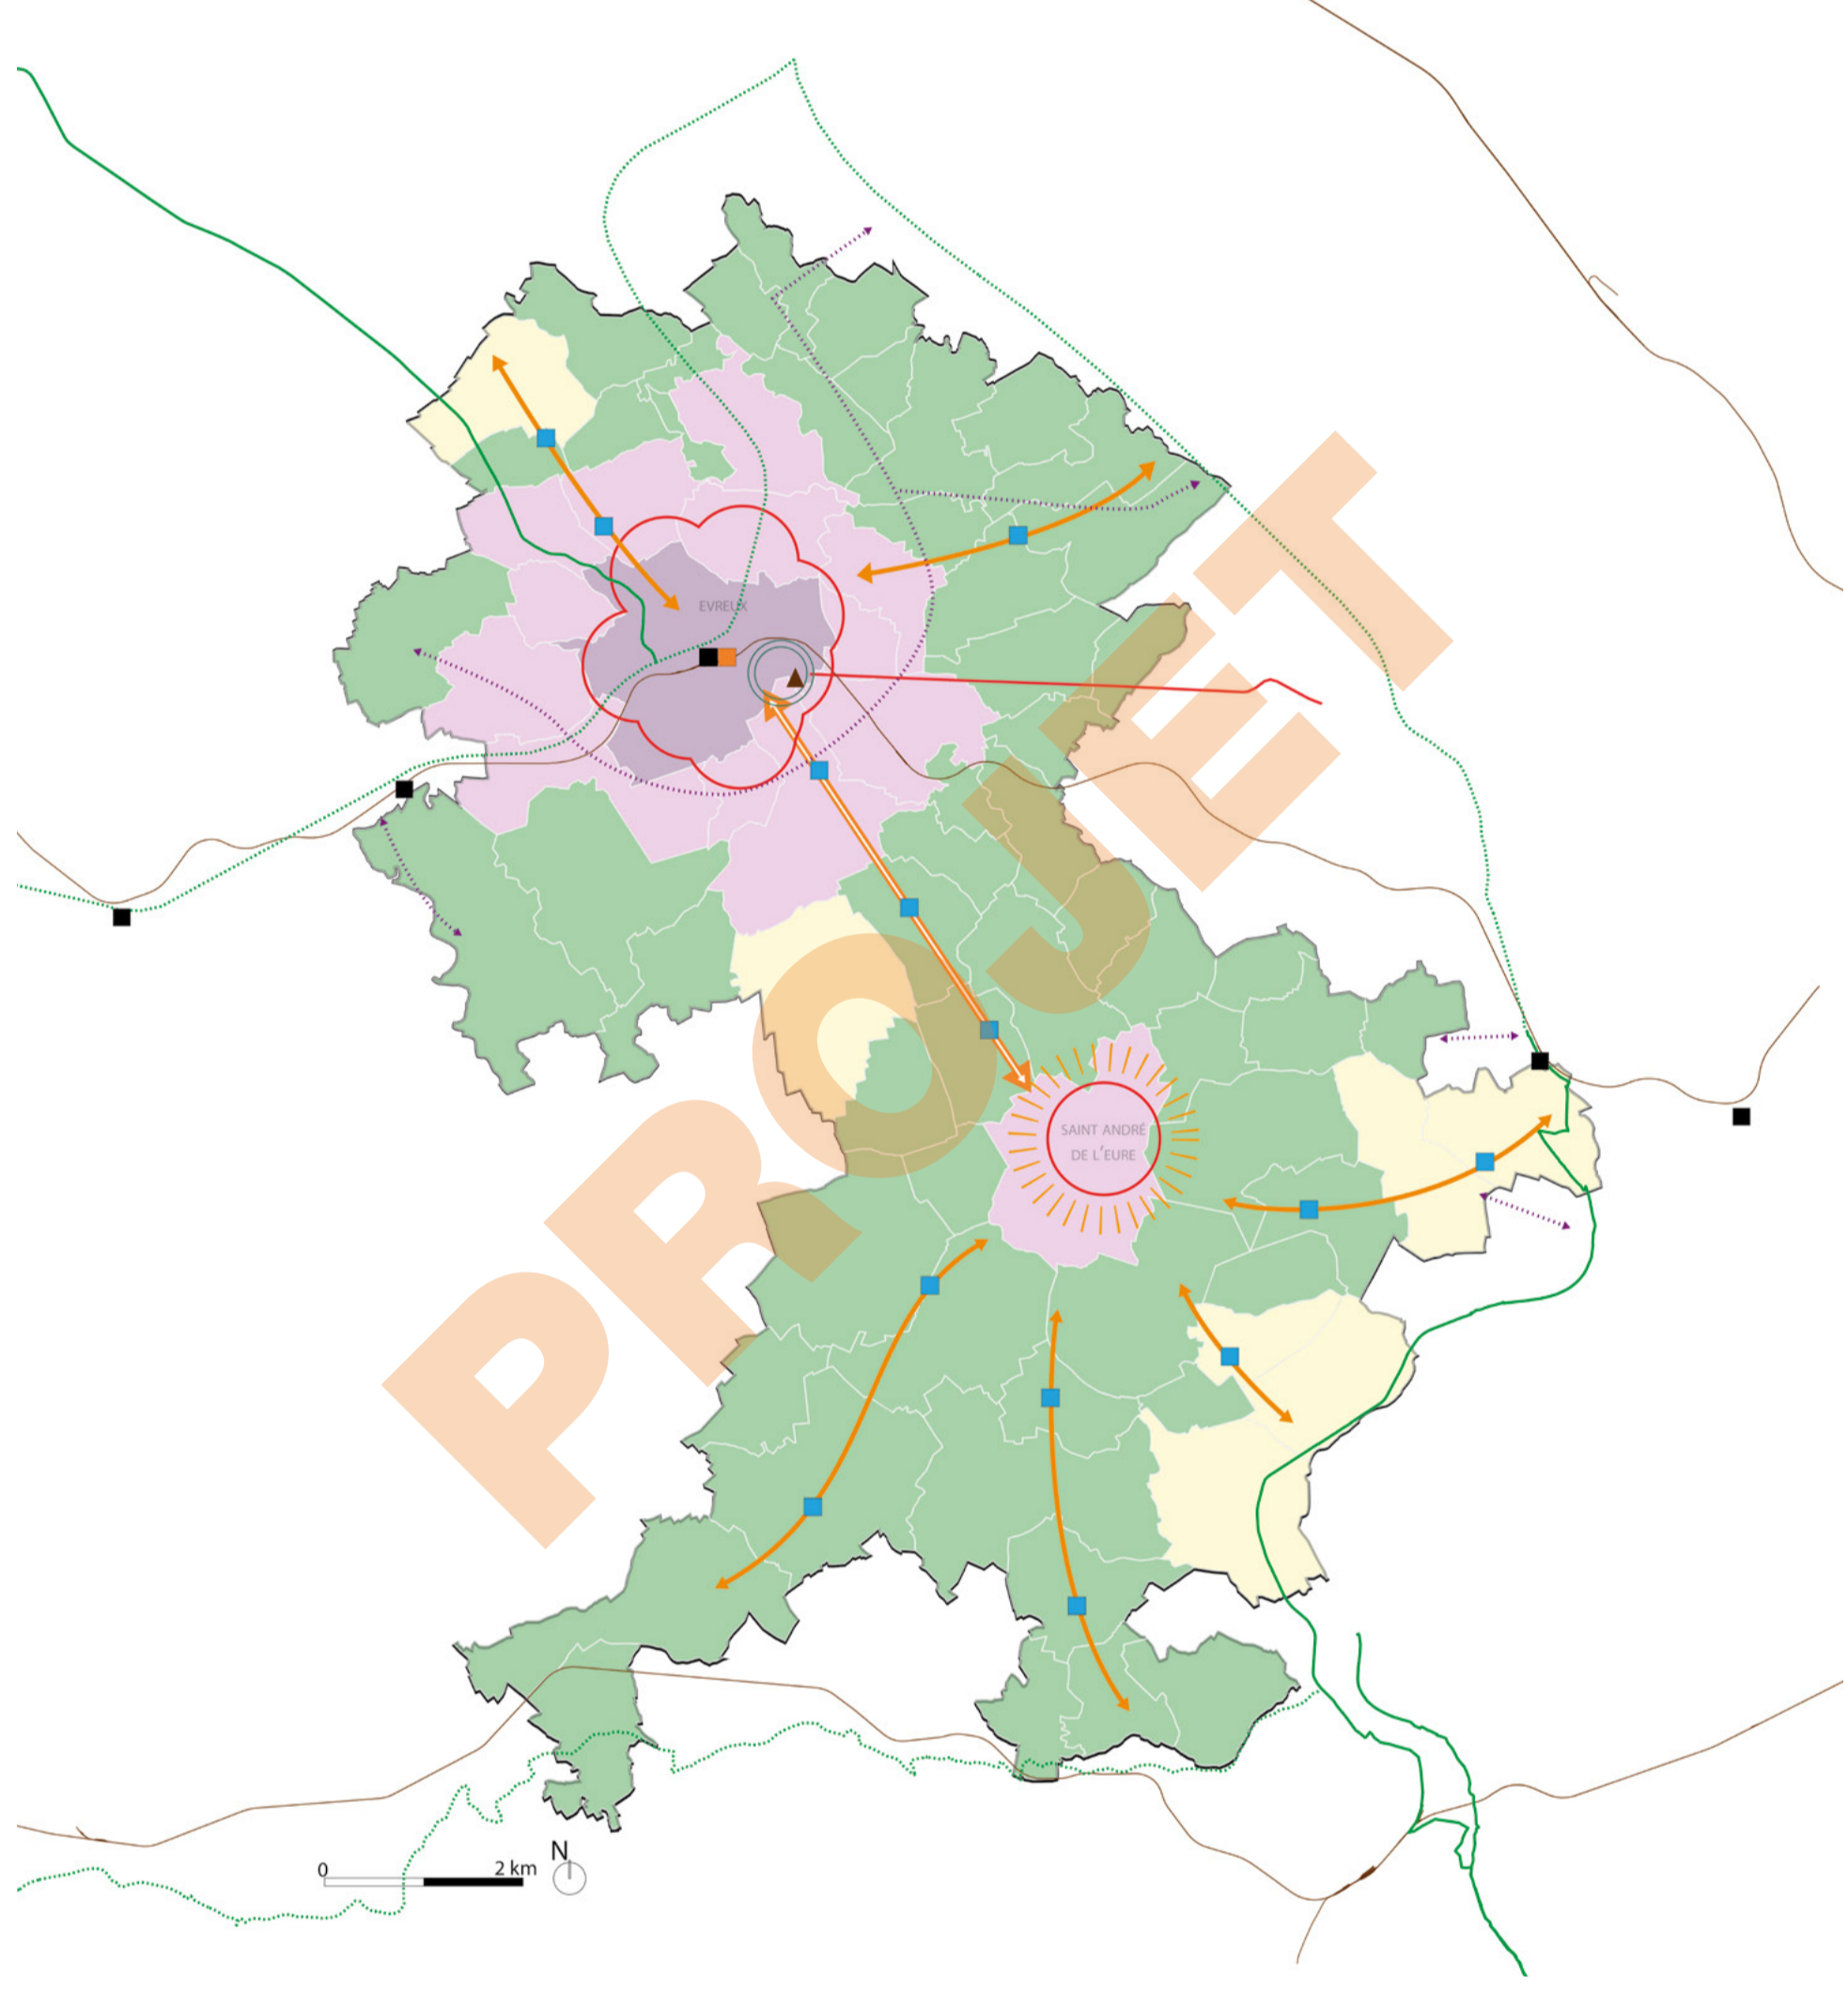 EVREUX
PROJET
SAINT ANDRÉ
DE L'EURE
N
0 2 km